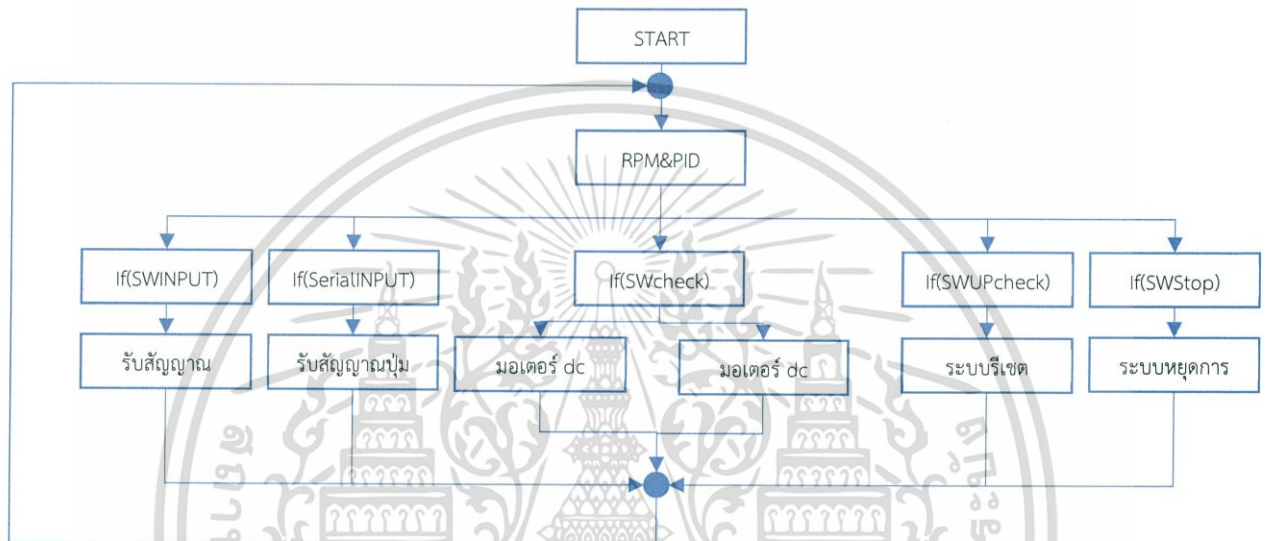 START
RPM&PID
If(SWINPUT)
If(SerialINPUT)
If(SWcheck)
If(SWUPcheck)
If(SWStop)
รับสัญญาณ
รับสัญญาณปุ่ม
มอเตอร์ dc
มอเตอร์ dc
ระบบรีเซต
ระบบหยุดการ